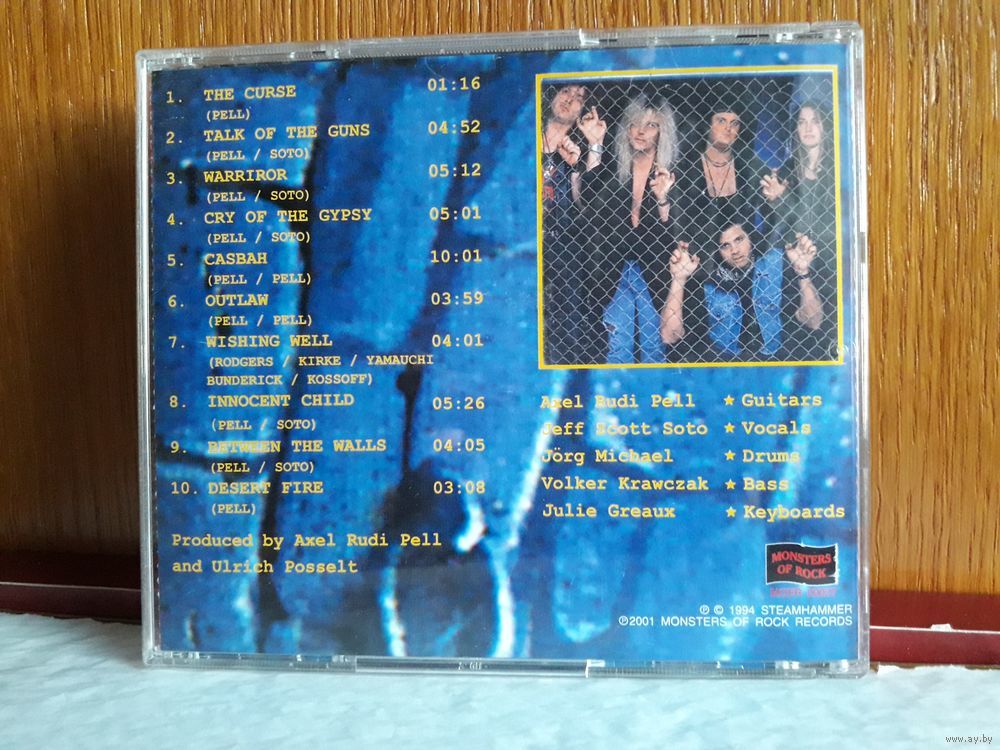 1. THE CURSE 01:16
(PELL)
2. TALK OF THE GUNS 04:52
(PELL / SOTO)
3. WARRIROR 05:12
(PELL / SOTO)
4. CRY OF THE GYPSY 05:01
(PELL / SOTO)
5. CASBAH 10:01
(PELL / PELL)
6. OUTLAW 03:59
(PELL / PELL)
7. WISHING WELL 04:01
(RODGERS / KIRKE / YAMAUCHI
BUNDERICK / KOSSOFF)
8. INNOCENT CHILD 05:26
(PELL / SOTO)
9. BETWEEN THE WALLS 04:05
(PELL / SOTO)
10. DESERT FIRE 03:08
(PELL)
Produced by Axel Rudi Pell
and Ulrich Posselt
Axel Rudi Pell ★ Guitars
Jeff Scott Soto ★ Vocals
Jörg Michael ★ Drums
Volker Krawczak ★ Bass
Julie Greaux ★ Keyboards
MONSTERS
OF ROCK
℗ © 1994 STEAMHAMMER
℗2001 MONSTERS OF ROCK RECORDS
www.ay.by